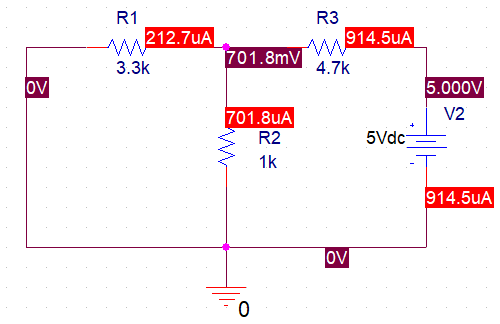 R1
R3
212.7uA
914.5uA
3.3k
701.8mV
4.7k
0V
5.000V
701.8uA
V2
R2
5Vdc
+
1k
-
914.5uA
0V
0